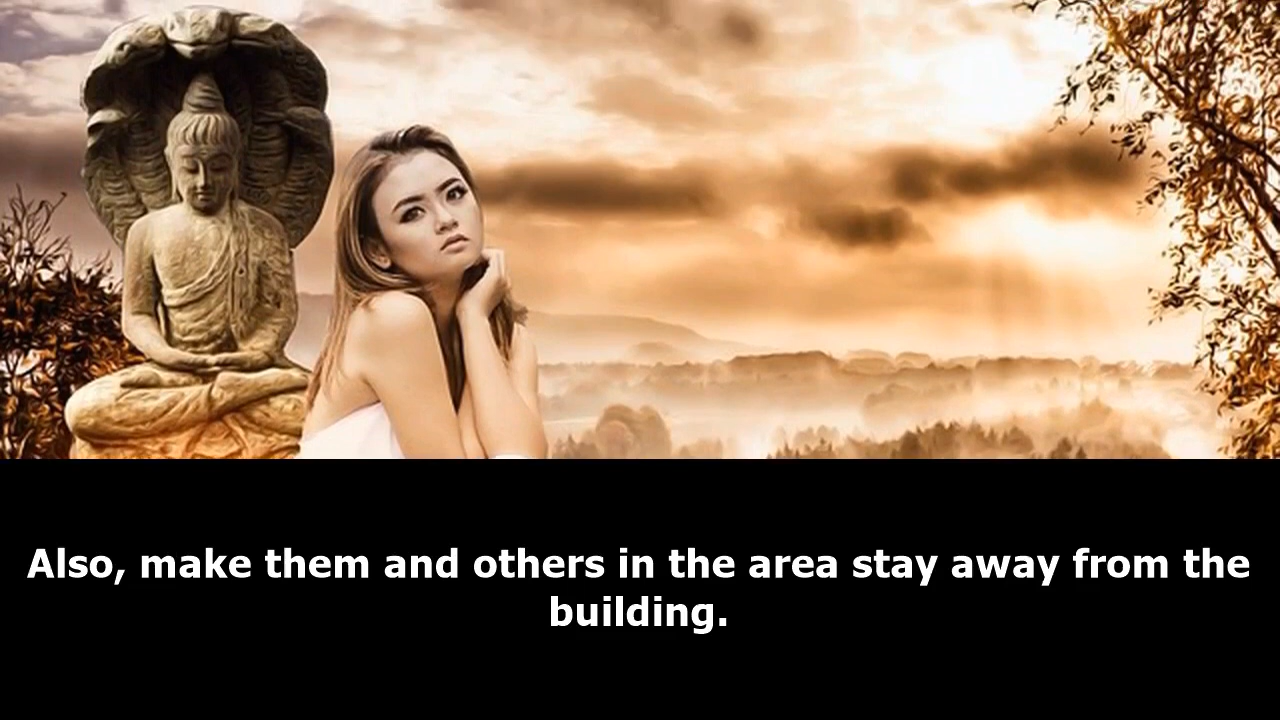 Also, make them and others in the area stay away from the
building.